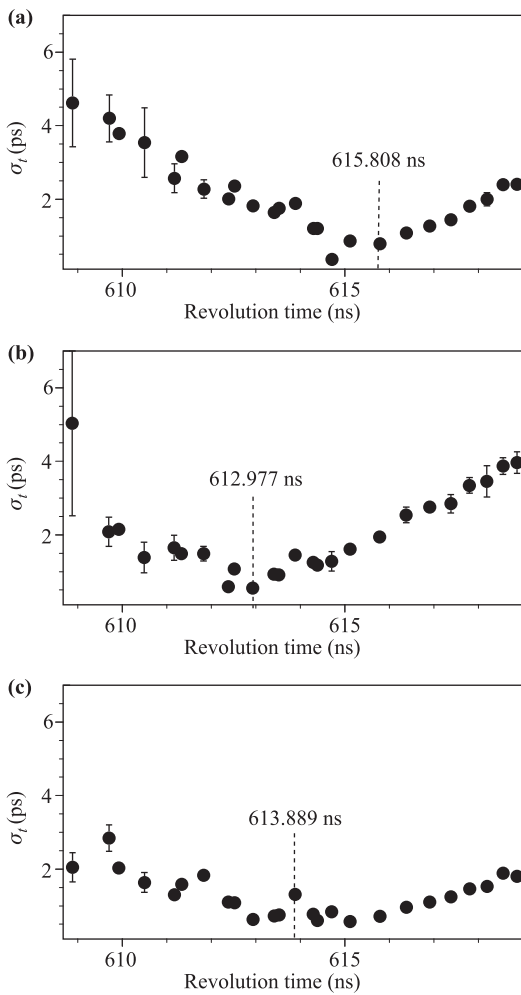 (a)
6
4
2
σt (ps)
615.808 ns
610
615
Revolution time (ns)
(b)
6
4
2
σt (ps)
612.977 ns
610
615
Revolution time (ns)
(c)
6
4
2
σt (ps)
613.889 ns
610
615
Revolution time (ns)